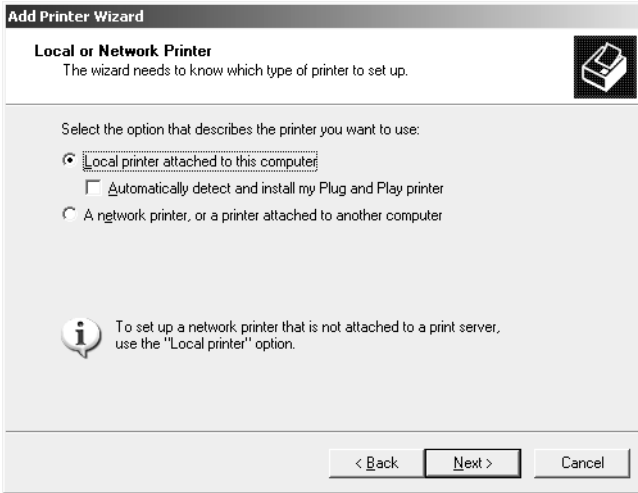 Add Printer Wizard
Local or Network Printer
The wizard needs to know which type of printer to set up.
Select the option that describes the printer you want to use:
Local printer attached to this computer
Automatically detect and install my Plug and Play printer
A network printer, or a printer attached to another computer
To set up a network printer that is not attached to a print server,
use the "Local printer" option.
< Back
Next >
Cancel